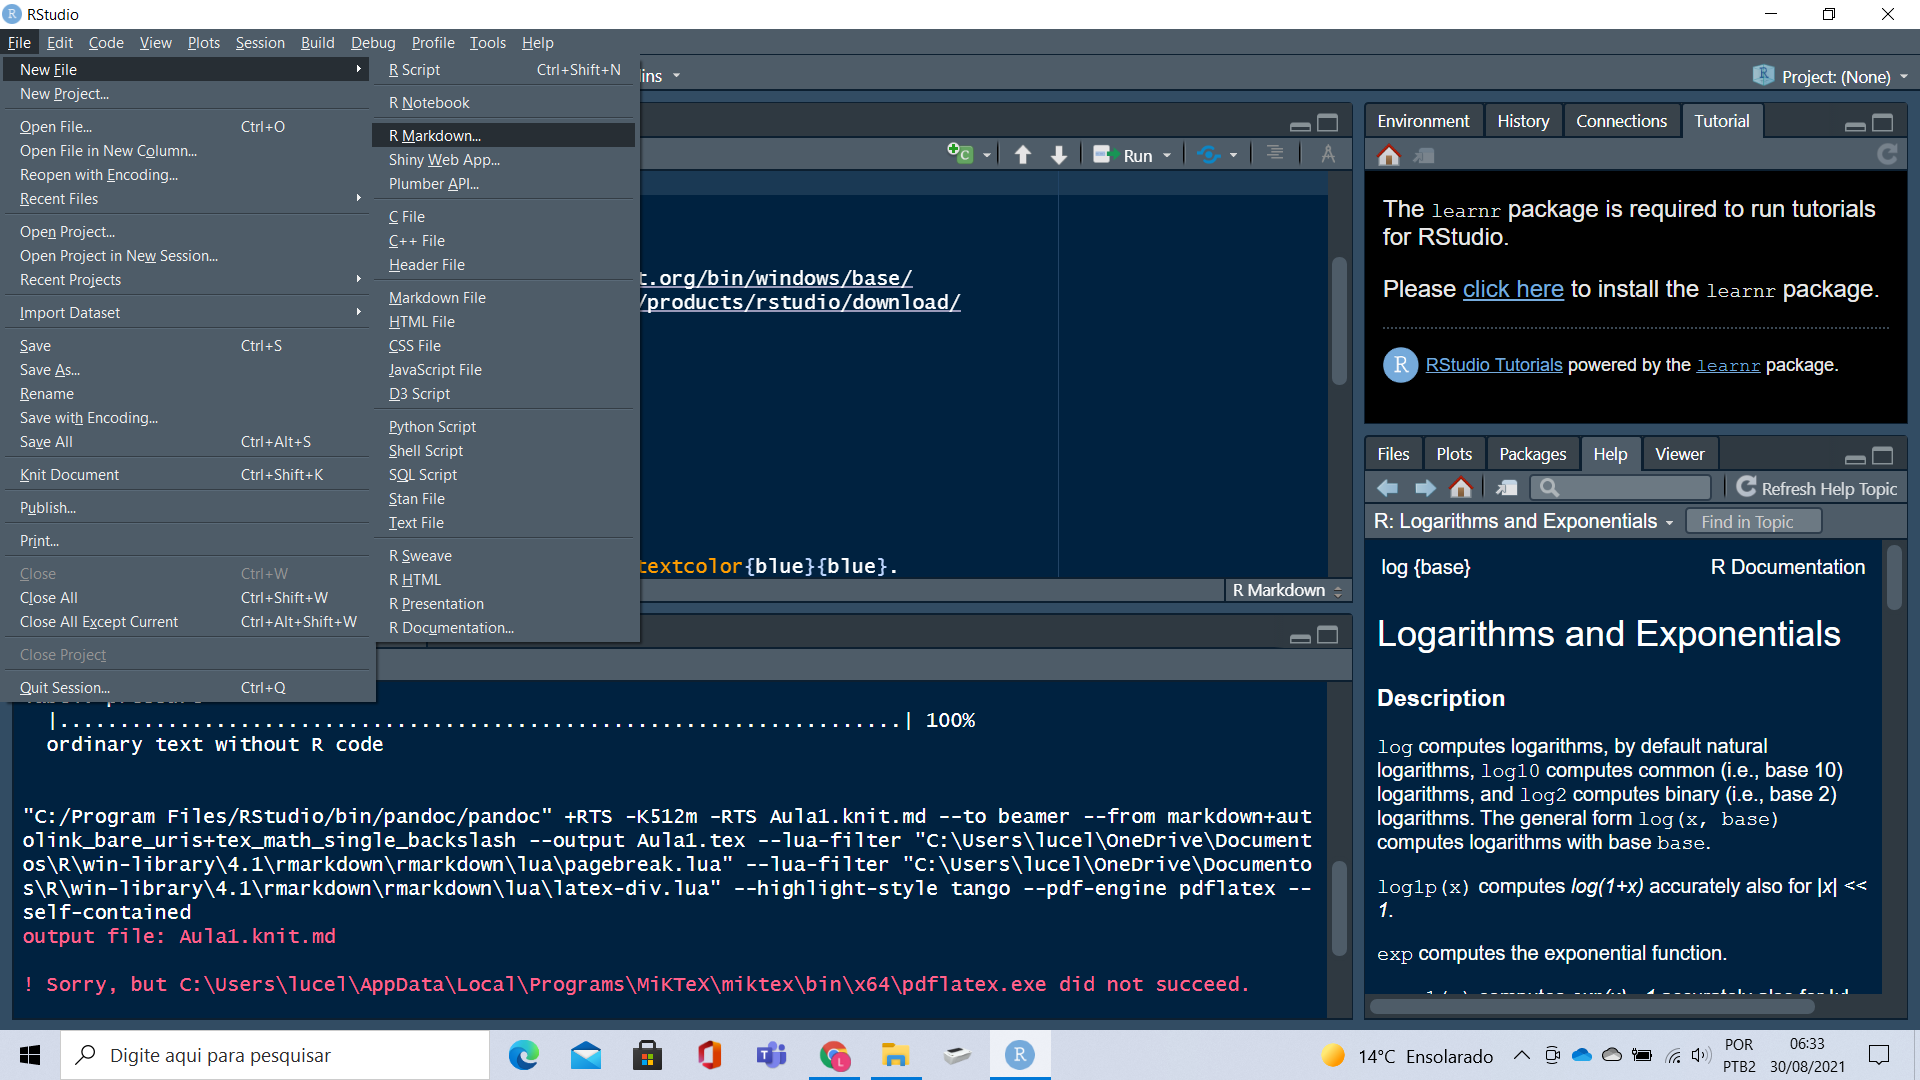 RStudio
File Edit Code View Plots Session Build Debug Profile Tools Help
New File
New Project...
Open File... Ctrl+O
Open File in New Column...
Reopen with Encoding...
Recent Files
Open Project...
Open Project in New Session...
Recent Projects
Import Dataset
Save Ctrl+S
Save As...
Rename
Save with Encoding...
Save All Ctrl+Alt+S
Knit Document Ctrl+Shift+K
Publish...
Print...
Close Ctrl+W
Close All Ctrl+Shift+W
Close All Except Current Ctrl+Alt+Shift+W
Close Project
Quit Session... Ctrl+Q
R Script Ctrl+Shift+N
R Notebook
R Markdown...
Shiny Web App...
Plumber API...
C File
C++ File
Header File
Markdown File
HTML File
CSS File
JavaScript File
D3 Script
Python Script
Shell Script
SQL Script
Stan File
Text File
R Sweave
R HTML
R Presentation
R Documentation...
ins
Project: (None)
Run
t.org/bin/windows/base/
/products/rstudio/download/
textcolor{blue}{blue}.
R Markdown
|......................................................................| 100%
ordinary text without R code
"C:/Program Files/RStudio/bin/pandoc/pandoc" +RTS -K512m -RTS Aula1.knit.md --to beamer --from markdown+aut
olink_bare_uris+tex_math_single_backslash --output Aula1.tex --lua-filter "C:\Users\lucel\OneDrive\Document
os\R\win-library\4.1\rmarkdown\rmarkdown\lua\pagebreak.lua" --lua-filter "C:\Users\lucel\OneDrive\Documento
s\R\win-library\4.1\rmarkdown\rmarkdown\lua\latex-div.lua" --highlight-style tango --pdf-engine pdflatex --
self-contained
output file: Aula1.knit.md
! Sorry, but C:\Users\lucel\AppData\Local\Programs\MiKTeX\miktex\bin\x64\pdflatex.exe did not succeed.
Environment History Connections Tutorial
The learnr package is required to run tutorials
for RStudio.
Please click here to install the learnr package.
R RStudio Tutorials powered by the learnr package.
Files Plots Packages Help Viewer
Refresh Help Topic
R: Logarithms and Exponentials Find in Topic
log {base} R Documentation
Logarithms and Exponentials
Description
log computes logarithms, by default natural
logarithms, log10 computes common (i.e., base 10)
logarithms, and log2 computes binary (i.e., base 2)
logarithms. The general form log(x, base)
computes logarithms with base base.
log1p(x) computes log(1+x) accurately also for |x| <<
1.
exp computes the exponential function.
Digite aqui para pesquisar
14°C Ensolarado
POR
PTB2
06:33
30/08/2021